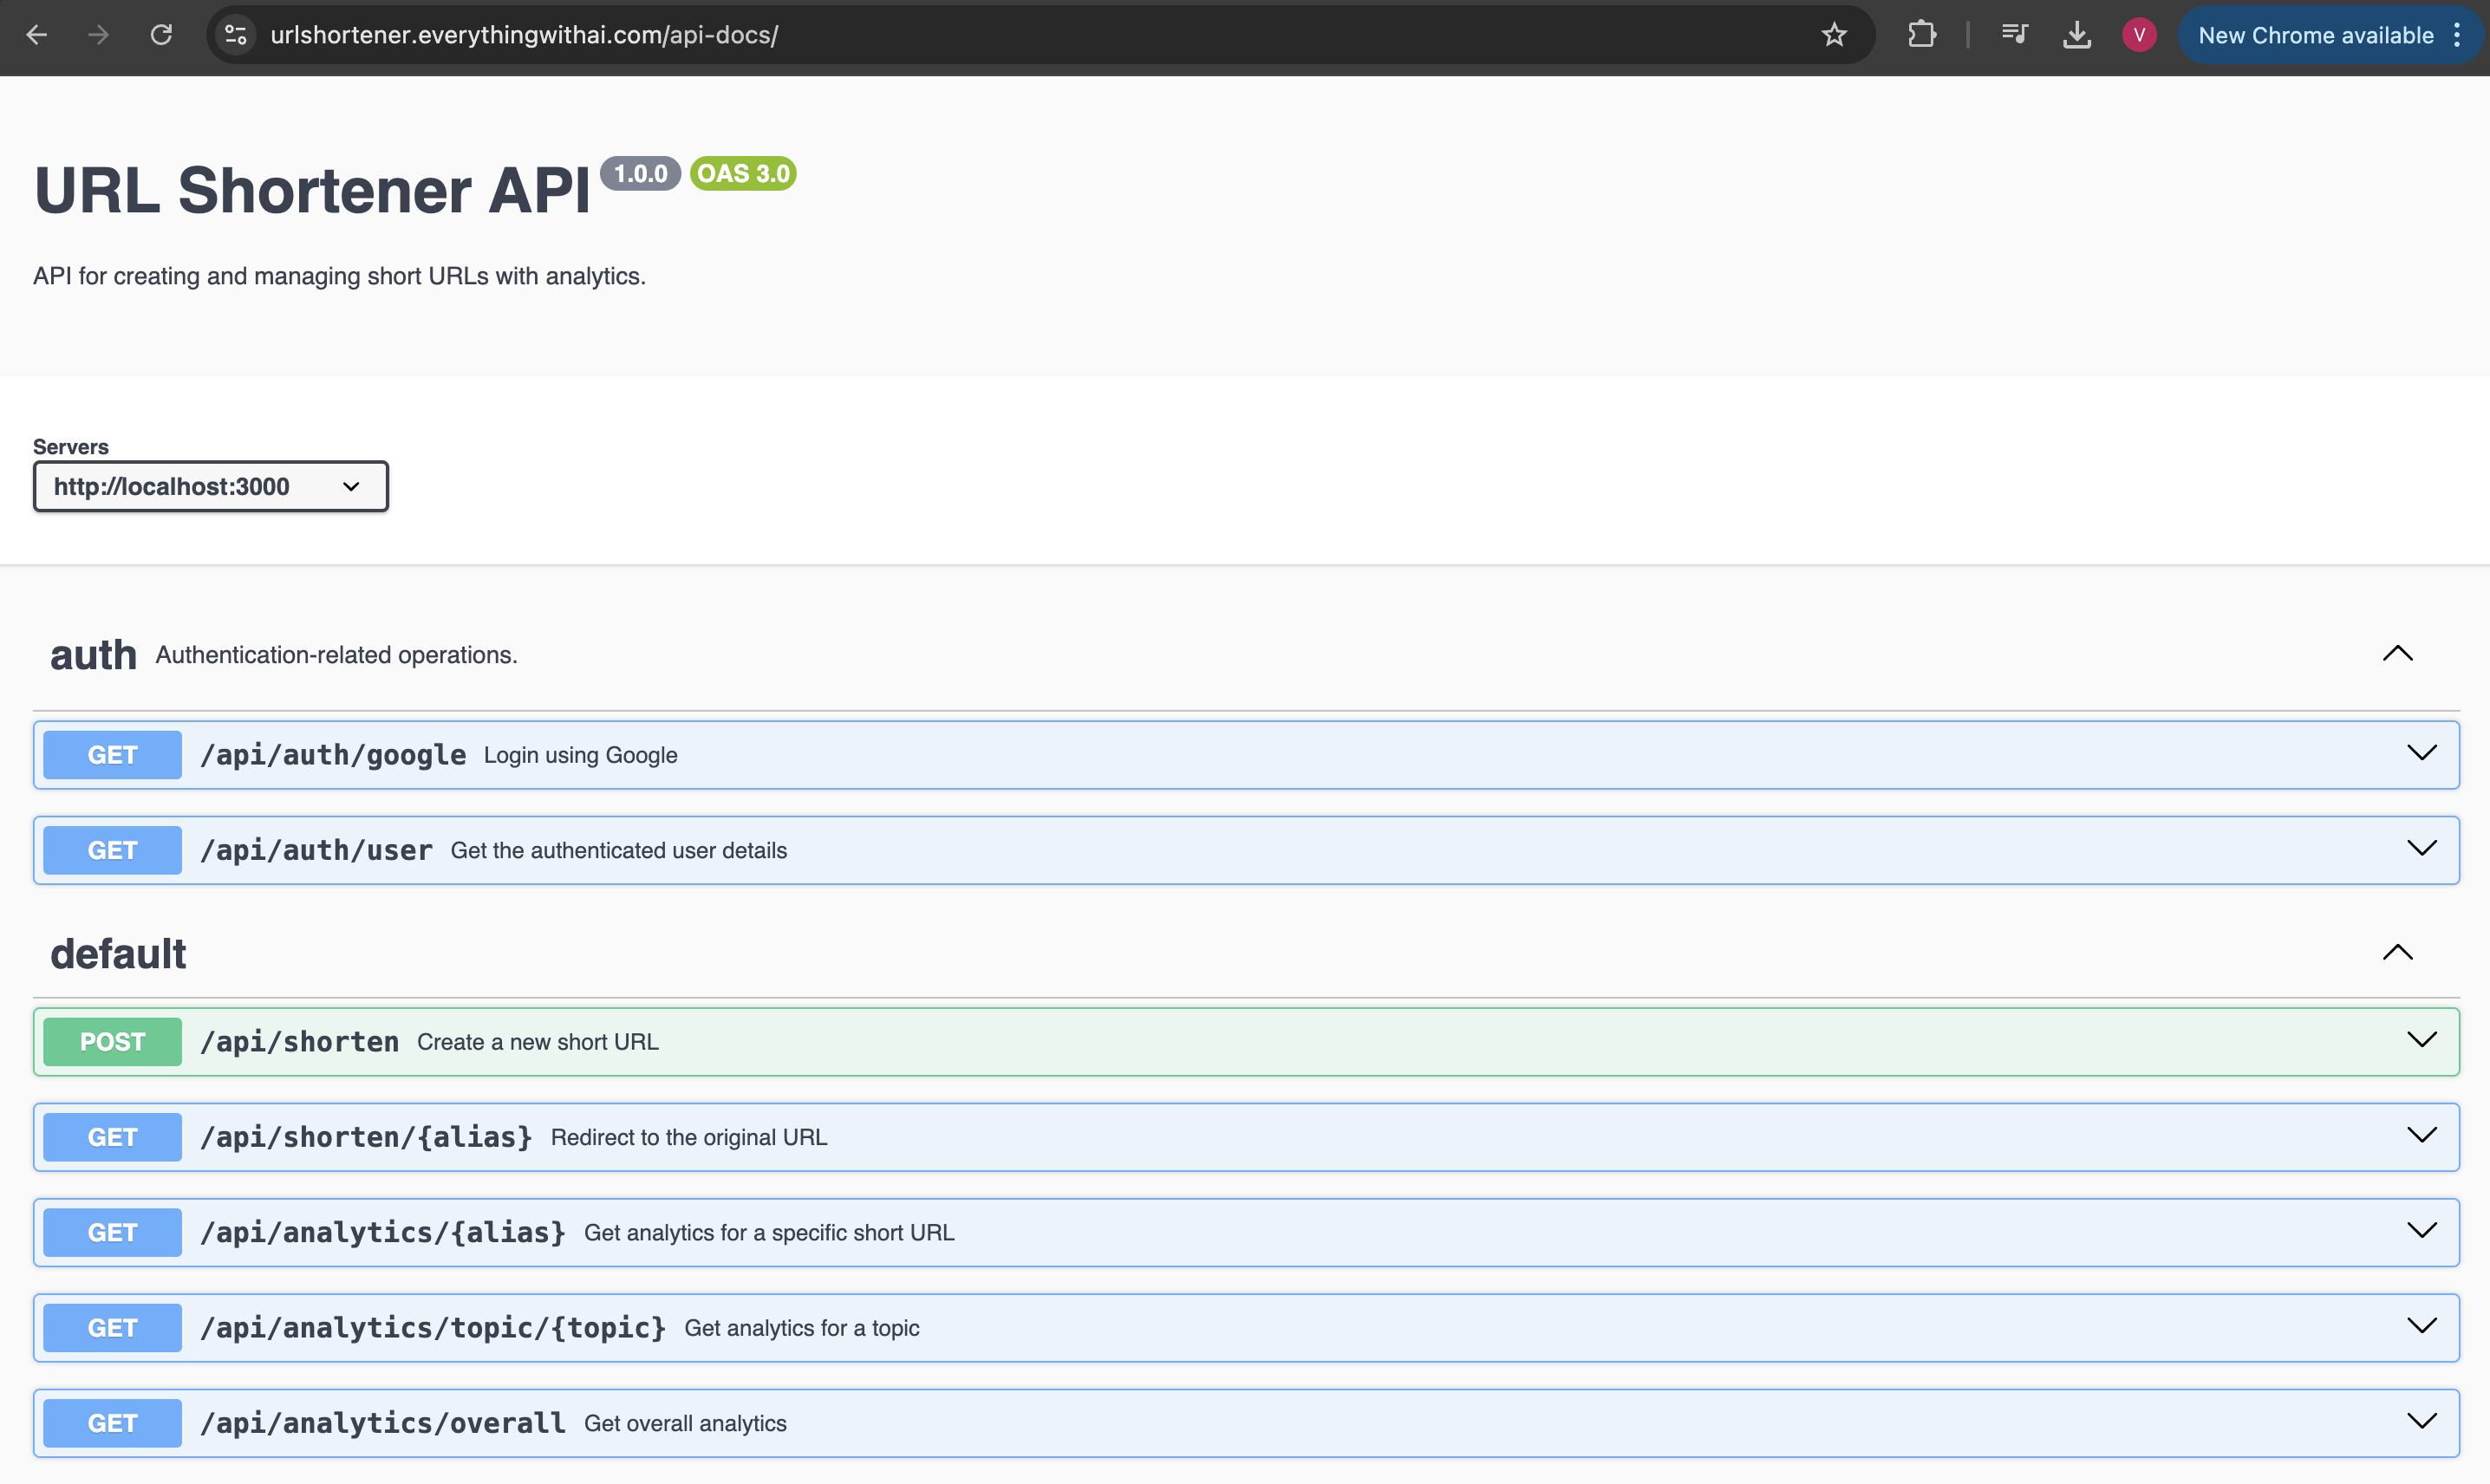 urlshortener.everythingwithai.com/api-docs/ V New Chrome available
URL Shortener API 1.0.0 OAS 3.0
API for creating and managing short URLs with analytics.
Servers
http://localhost:3000
auth Authentication-related operations.
GET /api/auth/google Login using Google
GET /api/auth/user Get the authenticated user details
default
POST /api/shorten Create a new short URL
GET /api/shorten/{alias} Redirect to the original URL
GET /api/analytics/{alias} Get analytics for a specific short URL
GET /api/analytics/topic/{topic} Get analytics for a topic
GET /api/analytics/overall Get overall analytics